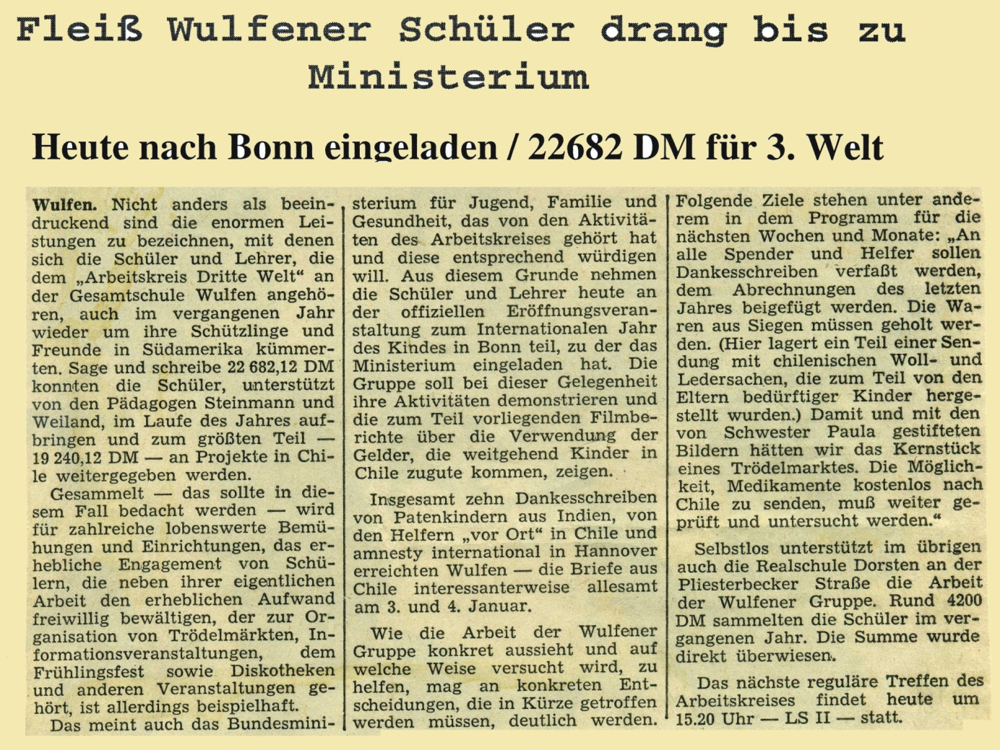 Fleiß Wulfener Schüler drang bis zu
Ministerium
Heute nach Bonn eingeladen / 22682 DM für 3. Welt
Wulfen. Nicht anders als beein-
druckend sind die enormen Lei-
stungen zu bezeichnen, mit denen
sich die Schüler und Lehrer, die
dem „Arbeitskreis Dritte Welt“ an
der Gesamtschule Wulfen angehö-
ren, auch im vergangenen Jahr
wieder um ihre Schützlinge und
Freunde in Südamerika kümmer-
ten. Sage und schreibe 22 682,12 DM
konnten die Schüler, unterstützt
von den Pädagogen Steinmann und
Weiland, im Laufe des Jahres auf-
bringen und zum größten Teil —
19 240,12 DM — an Projekte in Chi-
le weitergegeben werden.
Gesammelt — das sollte in die-
sem Fall bedacht werden — wird
für zahlreiche lobenswerte Bemü-
hungen und Einrichtungen, das er-
hebliche Engagement von Schü-
lern, die neben ihrer eigentlichen
Arbeit den erheblichen Aufwand
freiwillig bewältigen, der zur Or-
ganisation von Trödelmärkten, In-
formationsveranstaltungen, dem
Frühlingsfest sowie Diskotheken
und anderen Veranstaltungen ge-
hört, ist allerdings beispielhaft.
Das meint auch das Bundesmini-
sterium für Jugend, Familie und
Gesundheit, das von den Aktivitä-
ten des Arbeitskreises gehört hat
und diese entsprechend würdigen
will. Aus diesem Grunde nehmen
die Schüler und Lehrer heute an
der offiziellen Eröffnungsveran-
staltung zum Internationalen Jahr
des Kindes in Bonn teil, zu der das
Ministerium eingeladen hat. Die
Gruppe soll bei dieser Gelegenheit
ihre Aktivitäten demonstrieren und
die zum Teil vorliegenden Filmbe-
richte über die Verwendung der
Gelder, die weitgehend Kinder in
Chile zugute kommen, zeigen.
Insgesamt zehn Dankesschreiben
von Patenkindern aus Indien, von
den Helfern „vor Ort“ in Chile und
amnesty international in Hannover
erreichten Wulfen — die Briefe aus
Chile interessanterweise allesamt
am 3. und 4. Januar.
Wie die Arbeit der Wulfener
Gruppe konkret aussieht und auf
welche Weise versucht wird, zu
helfen, mag an konkreten Ent-
scheidungen, die in Kürze getroffen
werden müssen, deutlich werden.
Folgende Ziele stehen unter ande-
rem in dem Programm für die
nächsten Wochen und Monate: „An
alle Spender und Helfer sollen
Dankesschreiben verfaßt werden,
dem Abrechnungen des letzten
Jahres beigefügt werden. Die Wa-
ren aus Siegen müssen geholt wer-
den. (Hier lagert ein Teil einer Sen-
dung mit chilenischen Woll- und
Ledersachen, die zum Teil von den
Eltern bedürftiger Kinder herge-
stellt wurden.) Damit und mit den
von Schwester Paula gestifteten
Bildern hätten wir das Kernstück
eines Trödelmarktes. Die Möglich-
keit, Medikamente kostenlos nach
Chile zu senden, muß weiter ge-
prüft und untersucht werden.“
Selbstlos unterstützt im übrigen
auch die Realschule Dorsten an der
Pliesterbecker Straße die Arbeit
der Wulfener Gruppe. Rund 4200
DM sammelten die Schüler im ver-
gangenen Jahr. Die Summe wurde
direkt überwiesen.
Das nächste reguläre Treffen des
Arbeitskreises findet heute um
15.20 Uhr — LS II — statt.